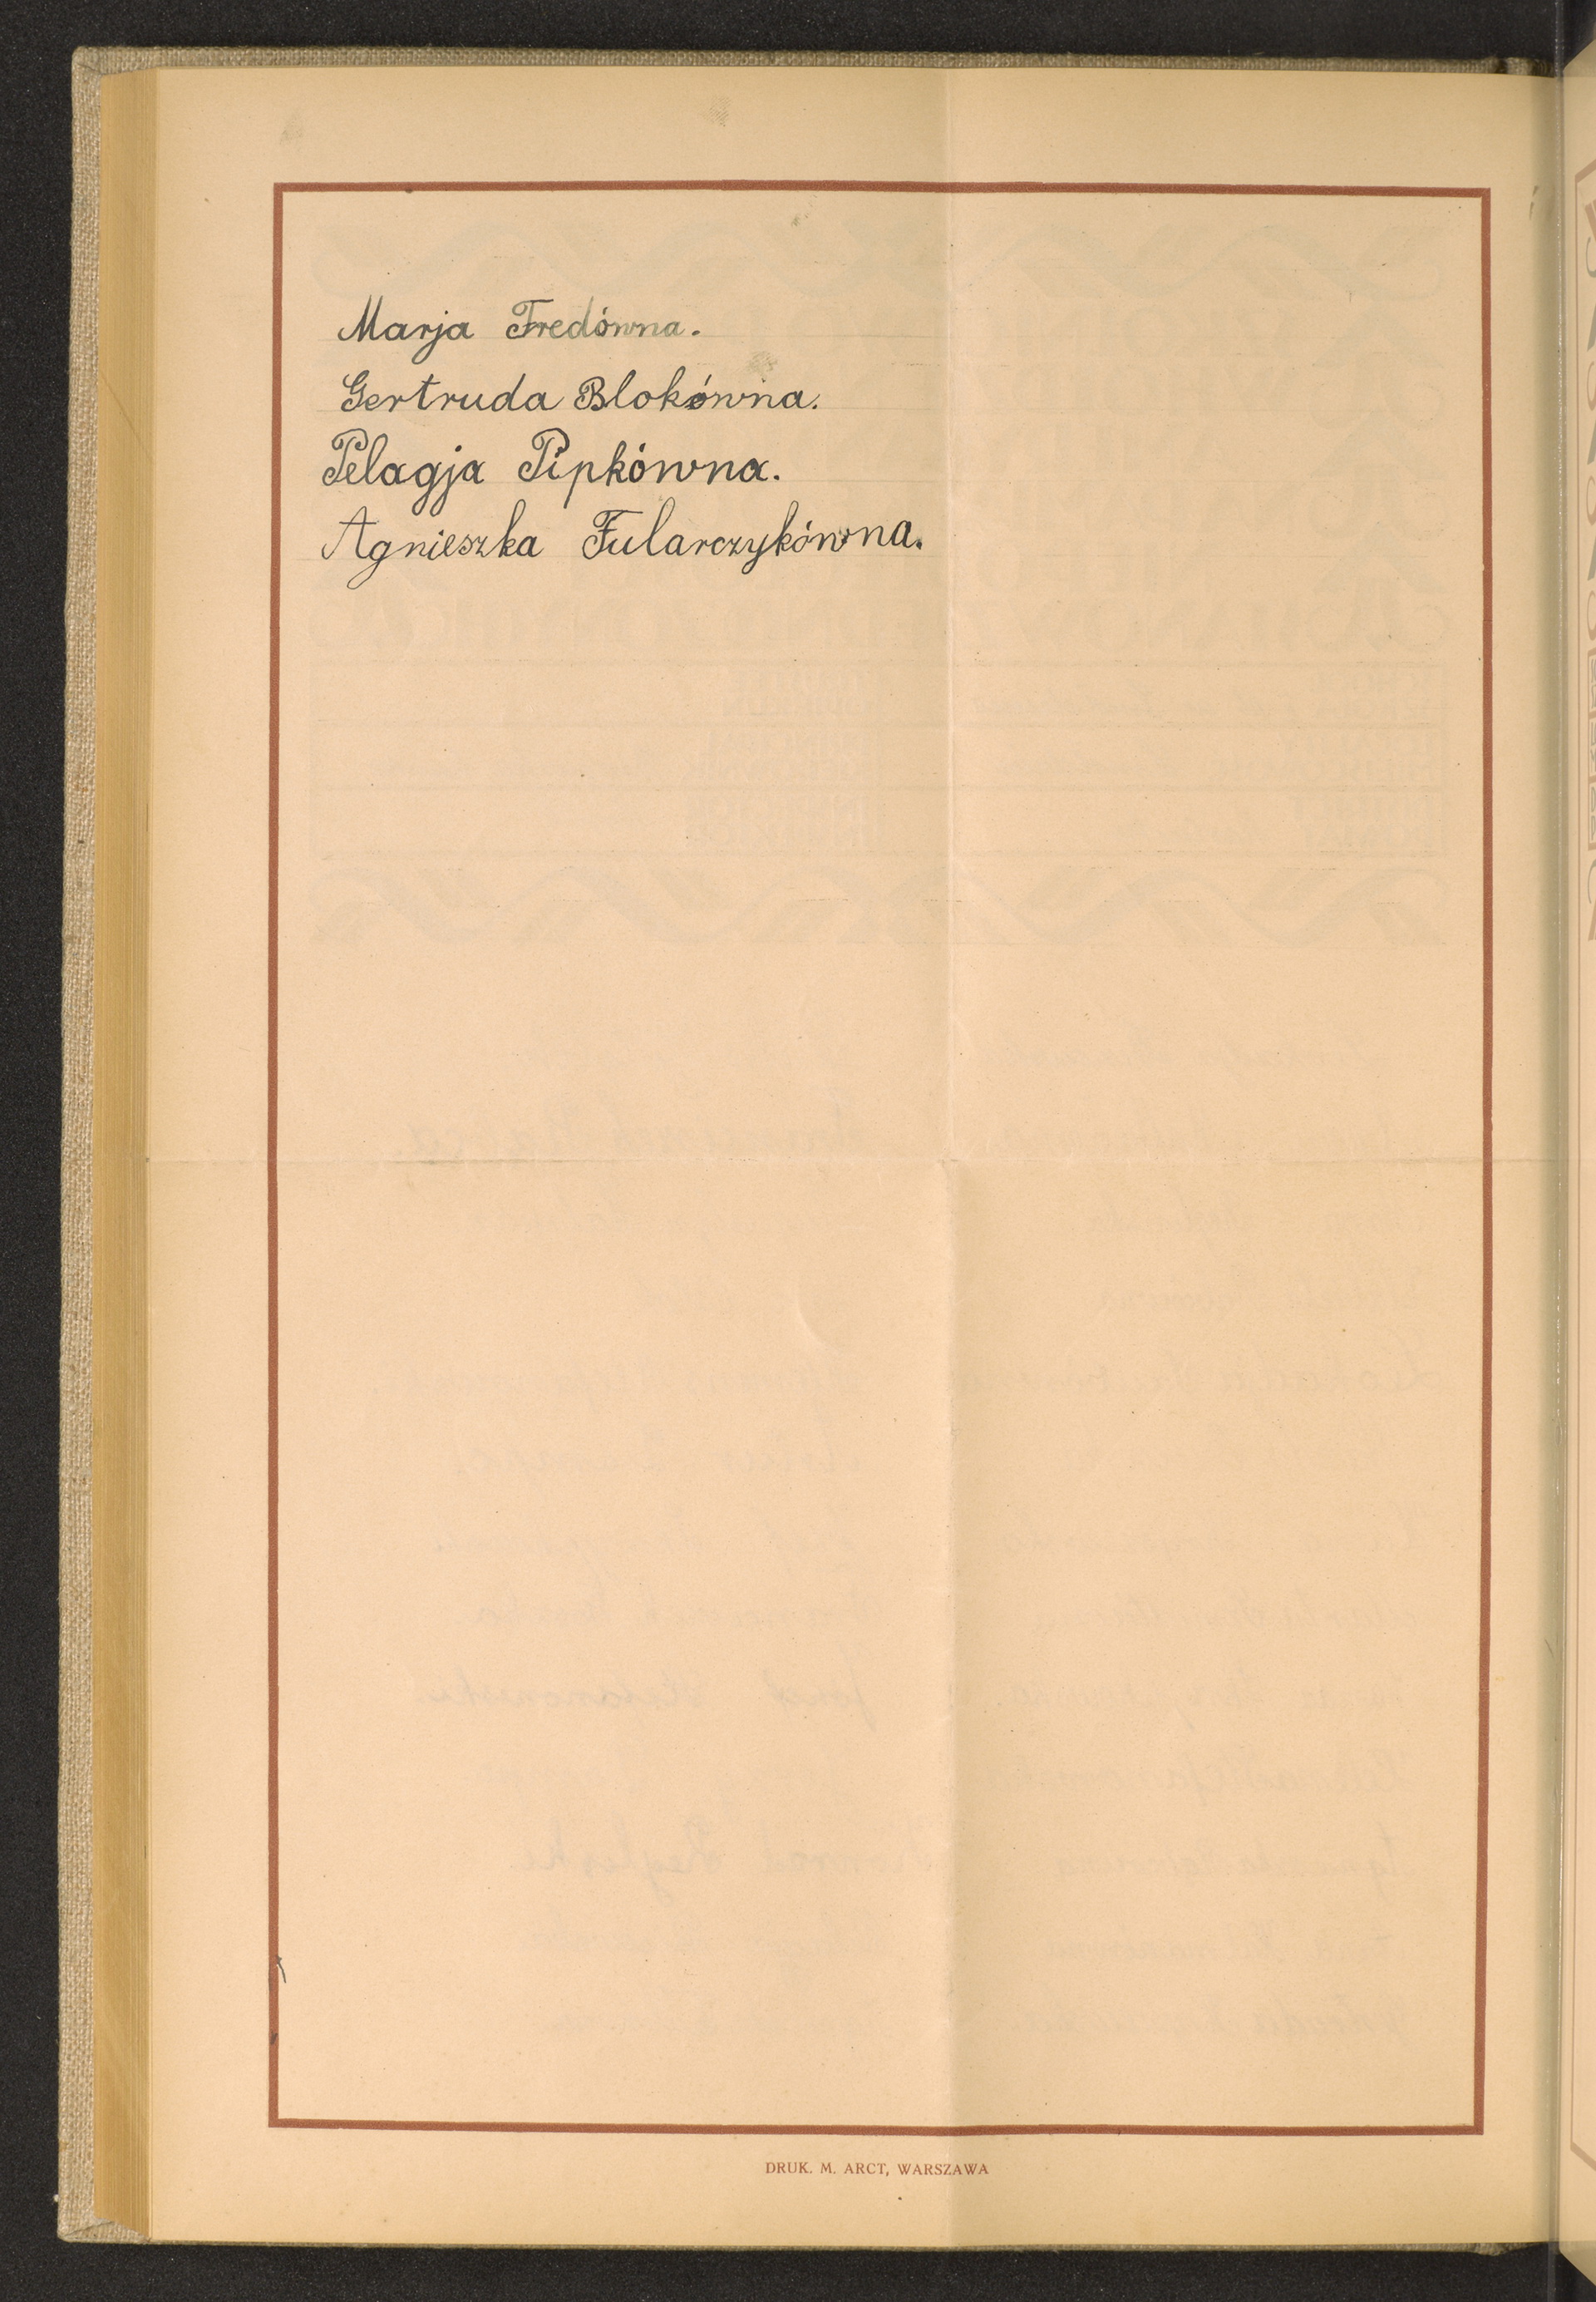 Marja Fredówna.
Gertruda Blokówna.
Pelagja Pipkówna.
Agnieszka Fularczykówna.
DRUK. M. ARCT, WARSZAWA